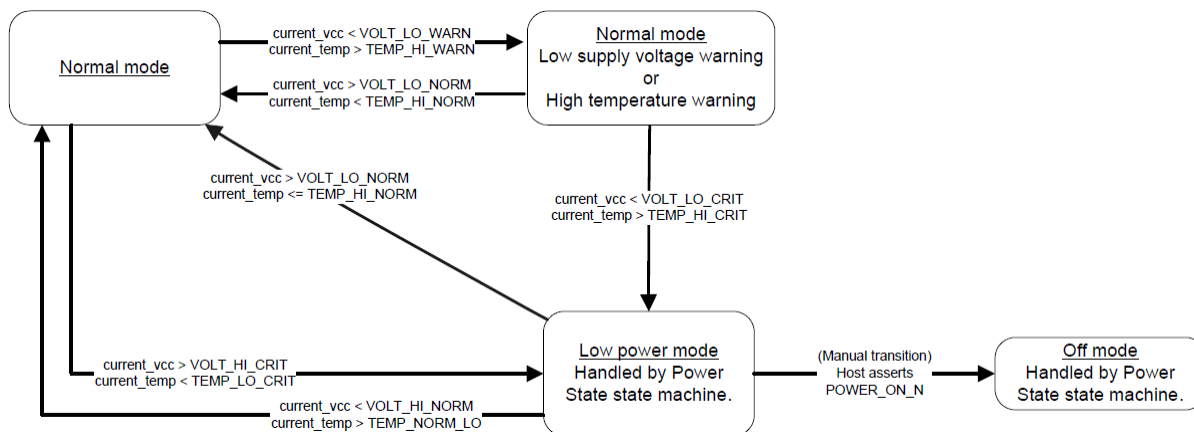 Normal mode
current_vcc < VOLT_LO_WARN
current_temp > TEMP_HI_WARN
current_vcc > VOLT_LO_NORM
current_temp < TEMP_HI_NORM
Normal mode
Low supply voltage warning
or
High temperature warning
current_vcc > VOLT_LO_NORM
current_temp <= TEMP_HI_NORM
current_vcc < VOLT_LO_CRIT
current_temp > TEMP_HI_CRIT
current_vcc > VOLT_HI_CRIT
current_temp < TEMP_LO_CRIT
current_vcc < VOLT_HI_NORM
current_temp > TEMP_NORM_LO
Low power mode
Handled by Power
State state machine.
(Manual transition)
Host asserts
POWER_ON_N
Off mode
Handled by Power
State state machine.